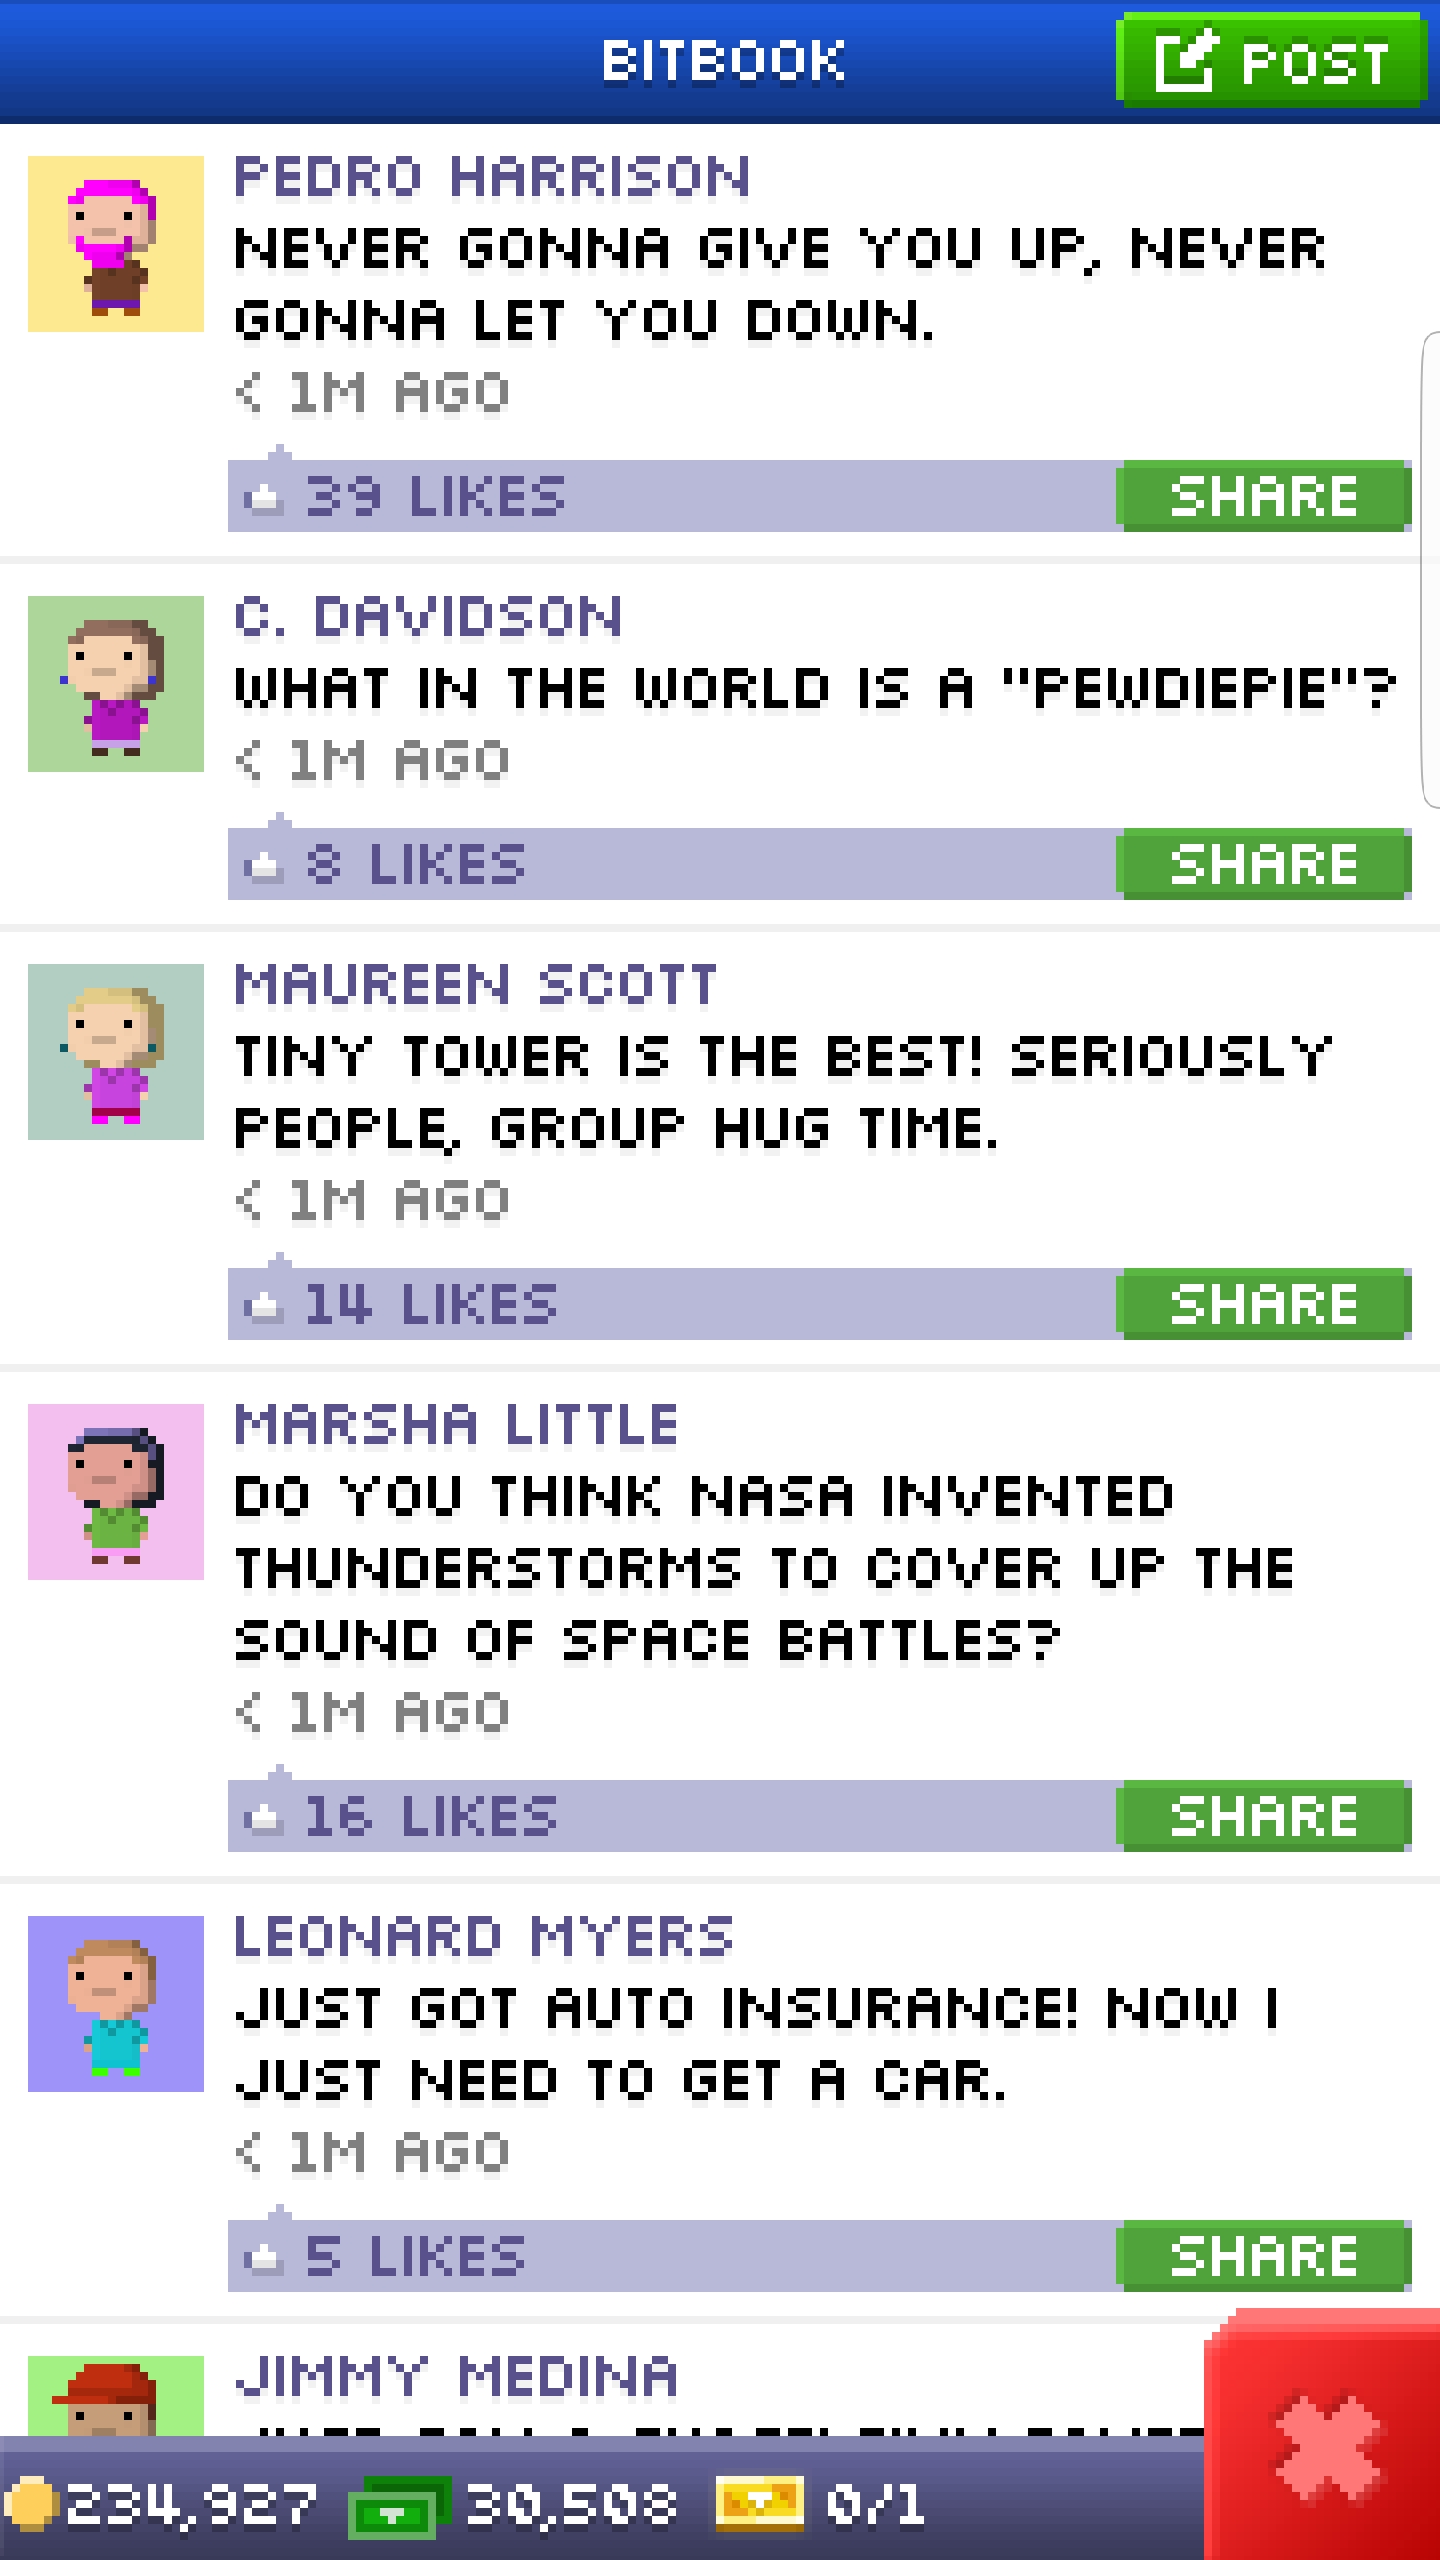 BITBOOK
POST
PEDRO HARRISON
NEVER GONNA GIVE YOU UP, NEVER
GONNA LET YOU DOWN.
< 1M AGO
39 LIKES
SHARE
C. DAVIDSON
WHAT IN THE WORLD IS A "PEWDIEPIE"?
< 1M AGO
8 LIKES
SHARE
MAUREEN SCOTT
TINY TOWER IS THE BEST! SERIOUSLY
PEOPLE, GROUP HUG TIME.
< 1M AGO
14 LIKES
SHARE
MARSHA LITTLE
DO YOU THINK NASA INVENTED
THUNDERSTORMS TO COVER UP THE
SOUND OF SPACE BATTLES?
< 1M AGO
16 LIKES
SHARE
LEONARD MYERS
JUST GOT AUTO INSURANCE! NOW I
JUST NEED TO GET A CAR.
< 1M AGO
5 LIKES
SHARE
JIMMY MEDINA
234,927
30,508
0/1